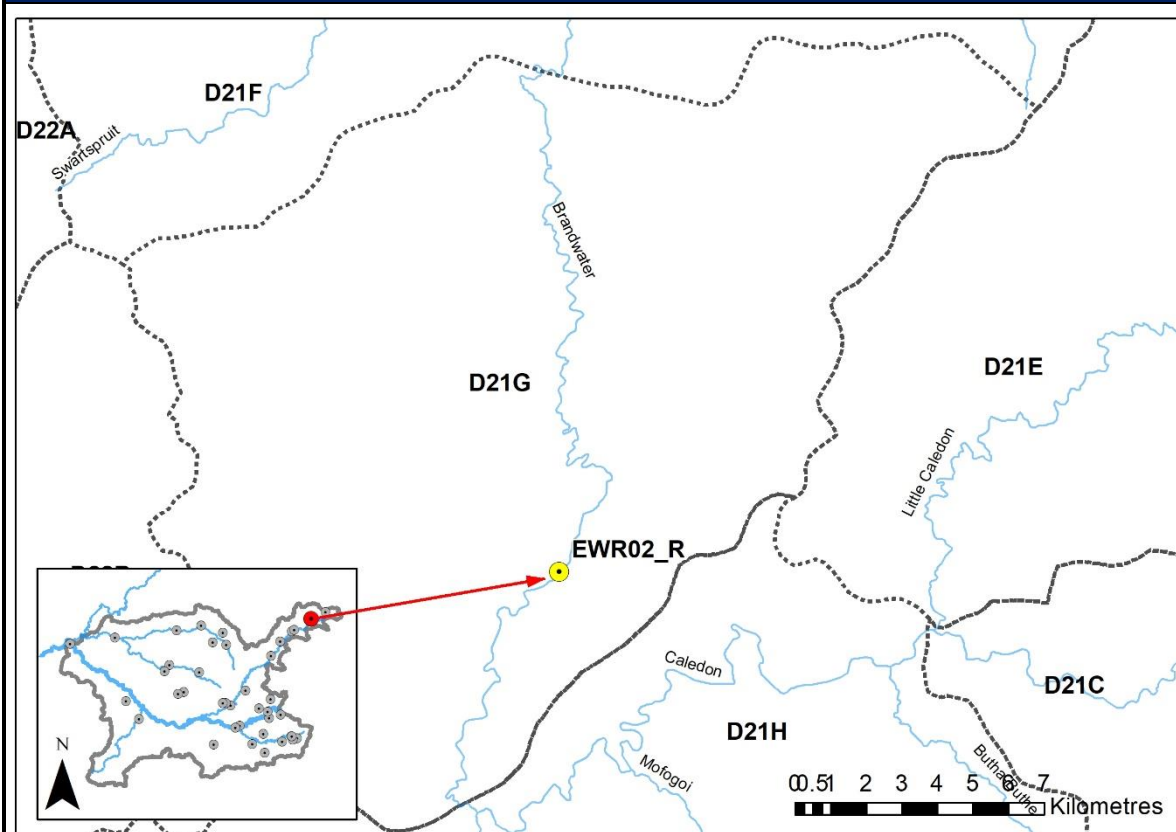 D21F
D22A
Swartspruit
Brandwater
D21G
D21E
Little Caledon
EWR02_R
Caledon
D21C
D21H
Mofogoi
Butha Buthe
N
0 0.5 1 2 3 4 5 6 7
Kilometres